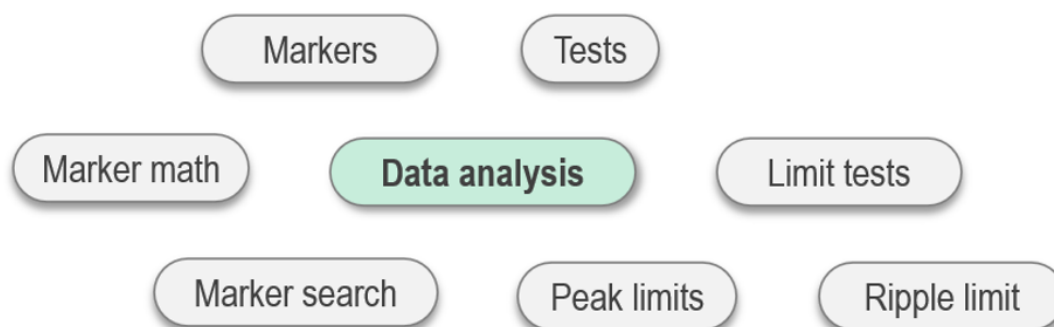 Markers
Tests
Marker math
Data analysis
Limit tests
Marker search
Peak limits
Ripple limit